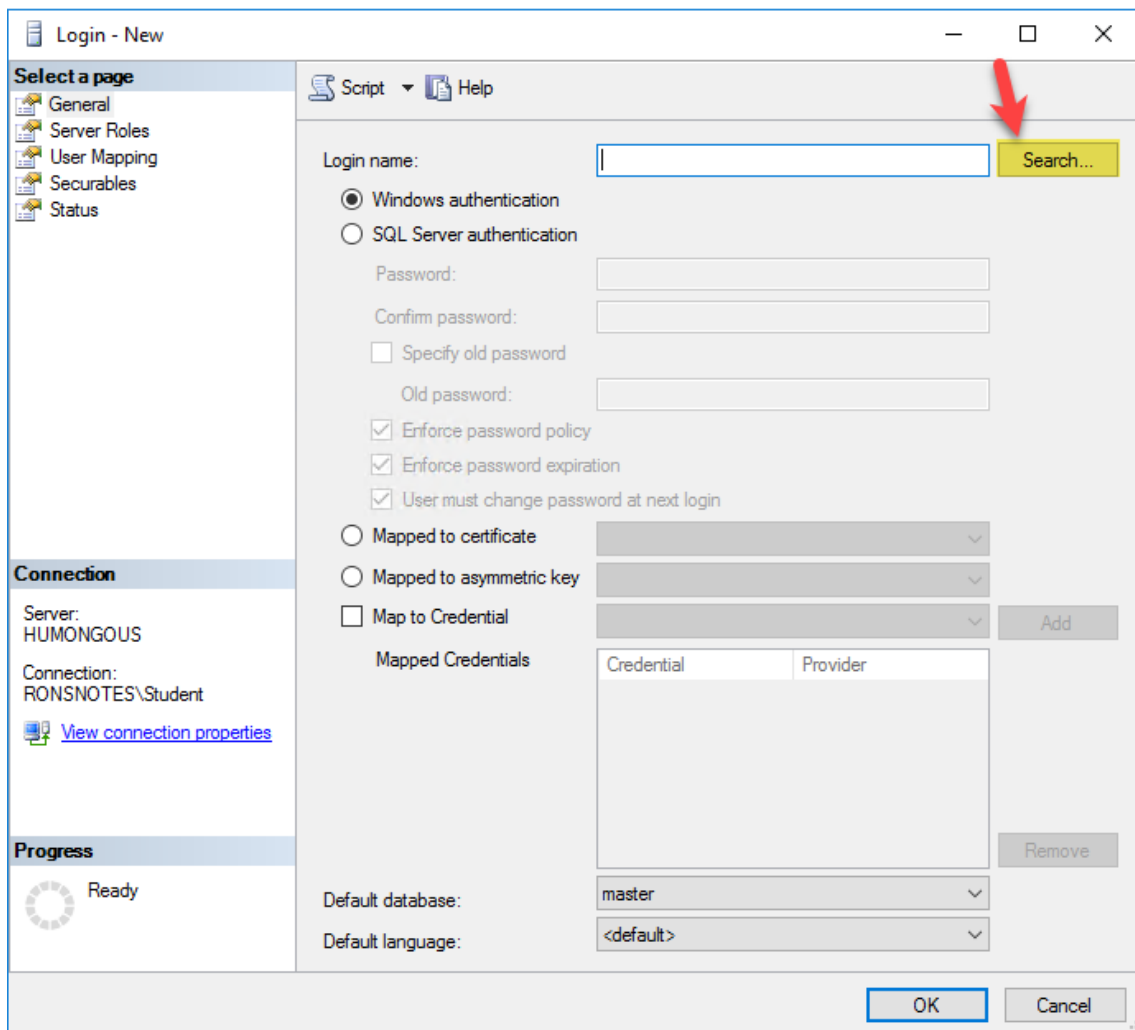 Login - New
Select a page
General
Server Roles
User Mapping
Securables
Status
Script
Help
Login name:
Search...
Windows authentication
SQL Server authentication
Password:
Confirm password:
Specify old password
Old password:
Enforce password policy
Enforce password expiration
User must change password at next login
Mapped to certificate
Mapped to asymmetric key
Map to Credential
Add
Mapped Credentials
Credential
Provider
Remove
Default database:
master
Default language:
<default>
Connection
Server:
HUMONGOUS
Connection:
RONSNOTES\Student
View connection properties
Progress
Ready
OK
Cancel